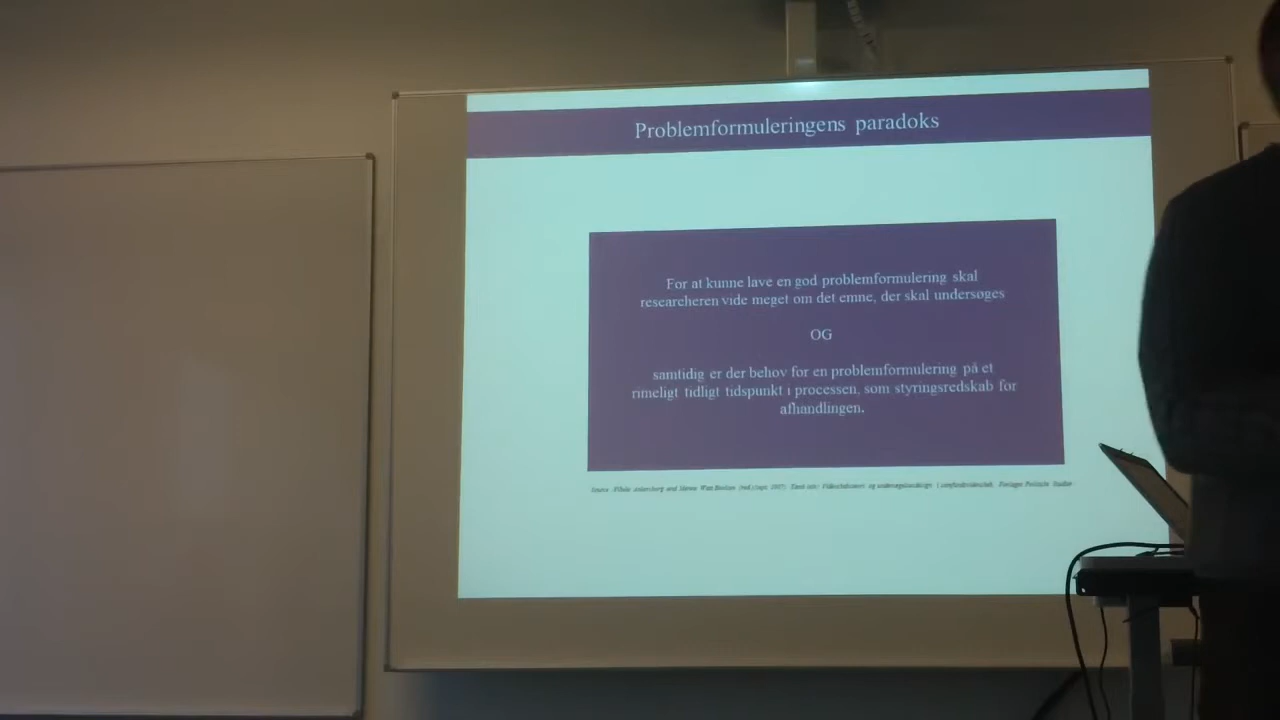 Problemformuleringens paradoks
For at kunne lave en god problemformulering skal
researcheren vide meget om det emne, der skal undersøges
OG
samtidig er der behov for en problemformulering på et
rimeligt tidligt tidspunkt i processen, som styringsredskab for
afhandlingen.